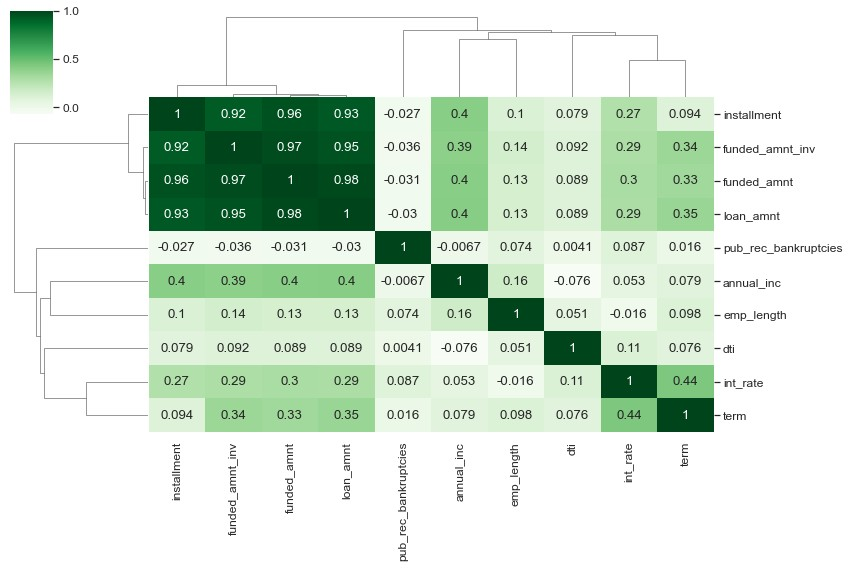 1.0
0.5
0.0
1 0.92 0.96 0.93 -0.027 0.4 0.1 0.079 0.27 0.094 installment
0.92 1 0.97 0.95 -0.036 0.39 0.14 0.092 0.29 0.34 funded_amnt_inv
0.96 0.97 1 0.98 -0.031 0.4 0.13 0.089 0.3 0.33 funded_amnt
0.93 0.95 0.98 1 -0.03 0.4 0.13 0.089 0.29 0.35 loan_amnt
-0.027 -0.036 -0.031 -0.03 1 -0.0067 0.074 0.0041 0.087 0.016 pub_rec_bankruptcies
0.4 0.39 0.4 0.4 -0.0067 1 0.16 -0.076 0.053 0.079 annual_inc
0.1 0.14 0.13 0.13 0.074 0.16 1 0.051 -0.016 0.098 emp_length
0.079 0.092 0.089 0.089 0.0041 -0.076 0.051 1 0.11 0.076 dti
0.27 0.29 0.3 0.29 0.087 0.053 -0.016 0.11 1 0.44 int_rate
0.094 0.34 0.33 0.35 0.016 0.079 0.098 0.076 0.44 1 term
installment
funded_amnt_inv
funded_amnt
loan_amnt
pub_rec_bankruptcies
annual_inc
emp_length
dti
int_rate
term